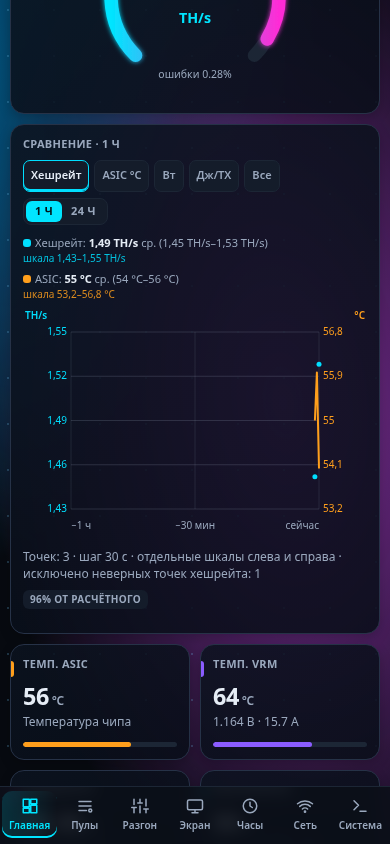 TH/s
ошибки 0.28%
СРАВНЕНИЕ · 1 Ч
Хешрейт ASIC °C Вт Дж/TX Все
1 Ч 24 Ч
Хешрейт: 1,49 TH/s ср. (1,45 TH/s–1,53 TH/s)
шкала 1,43–1,55 TH/s
ASIC: 55 °C ср. (54 °C–56 °C)
шкала 53,2–56,8 °C
TH/s °C
1,55 56,8
1,52 55,9
1,49 55
1,46 54,1
1,43 53,2
−1 ч −30 мин сейчас
Точек: 3 · шаг 30 с · отдельные шкалы слева и справа ·
исключено неверных точек хешрейта: 1
96% ОТ РАСЧЁТНОГО
ТЕМП. ASIC ТЕМП. VRM
56 °C 64 °C
Температура чипа 1.164 В · 15.7 А
Главная Пулы Разгон Экран Часы Сеть Система